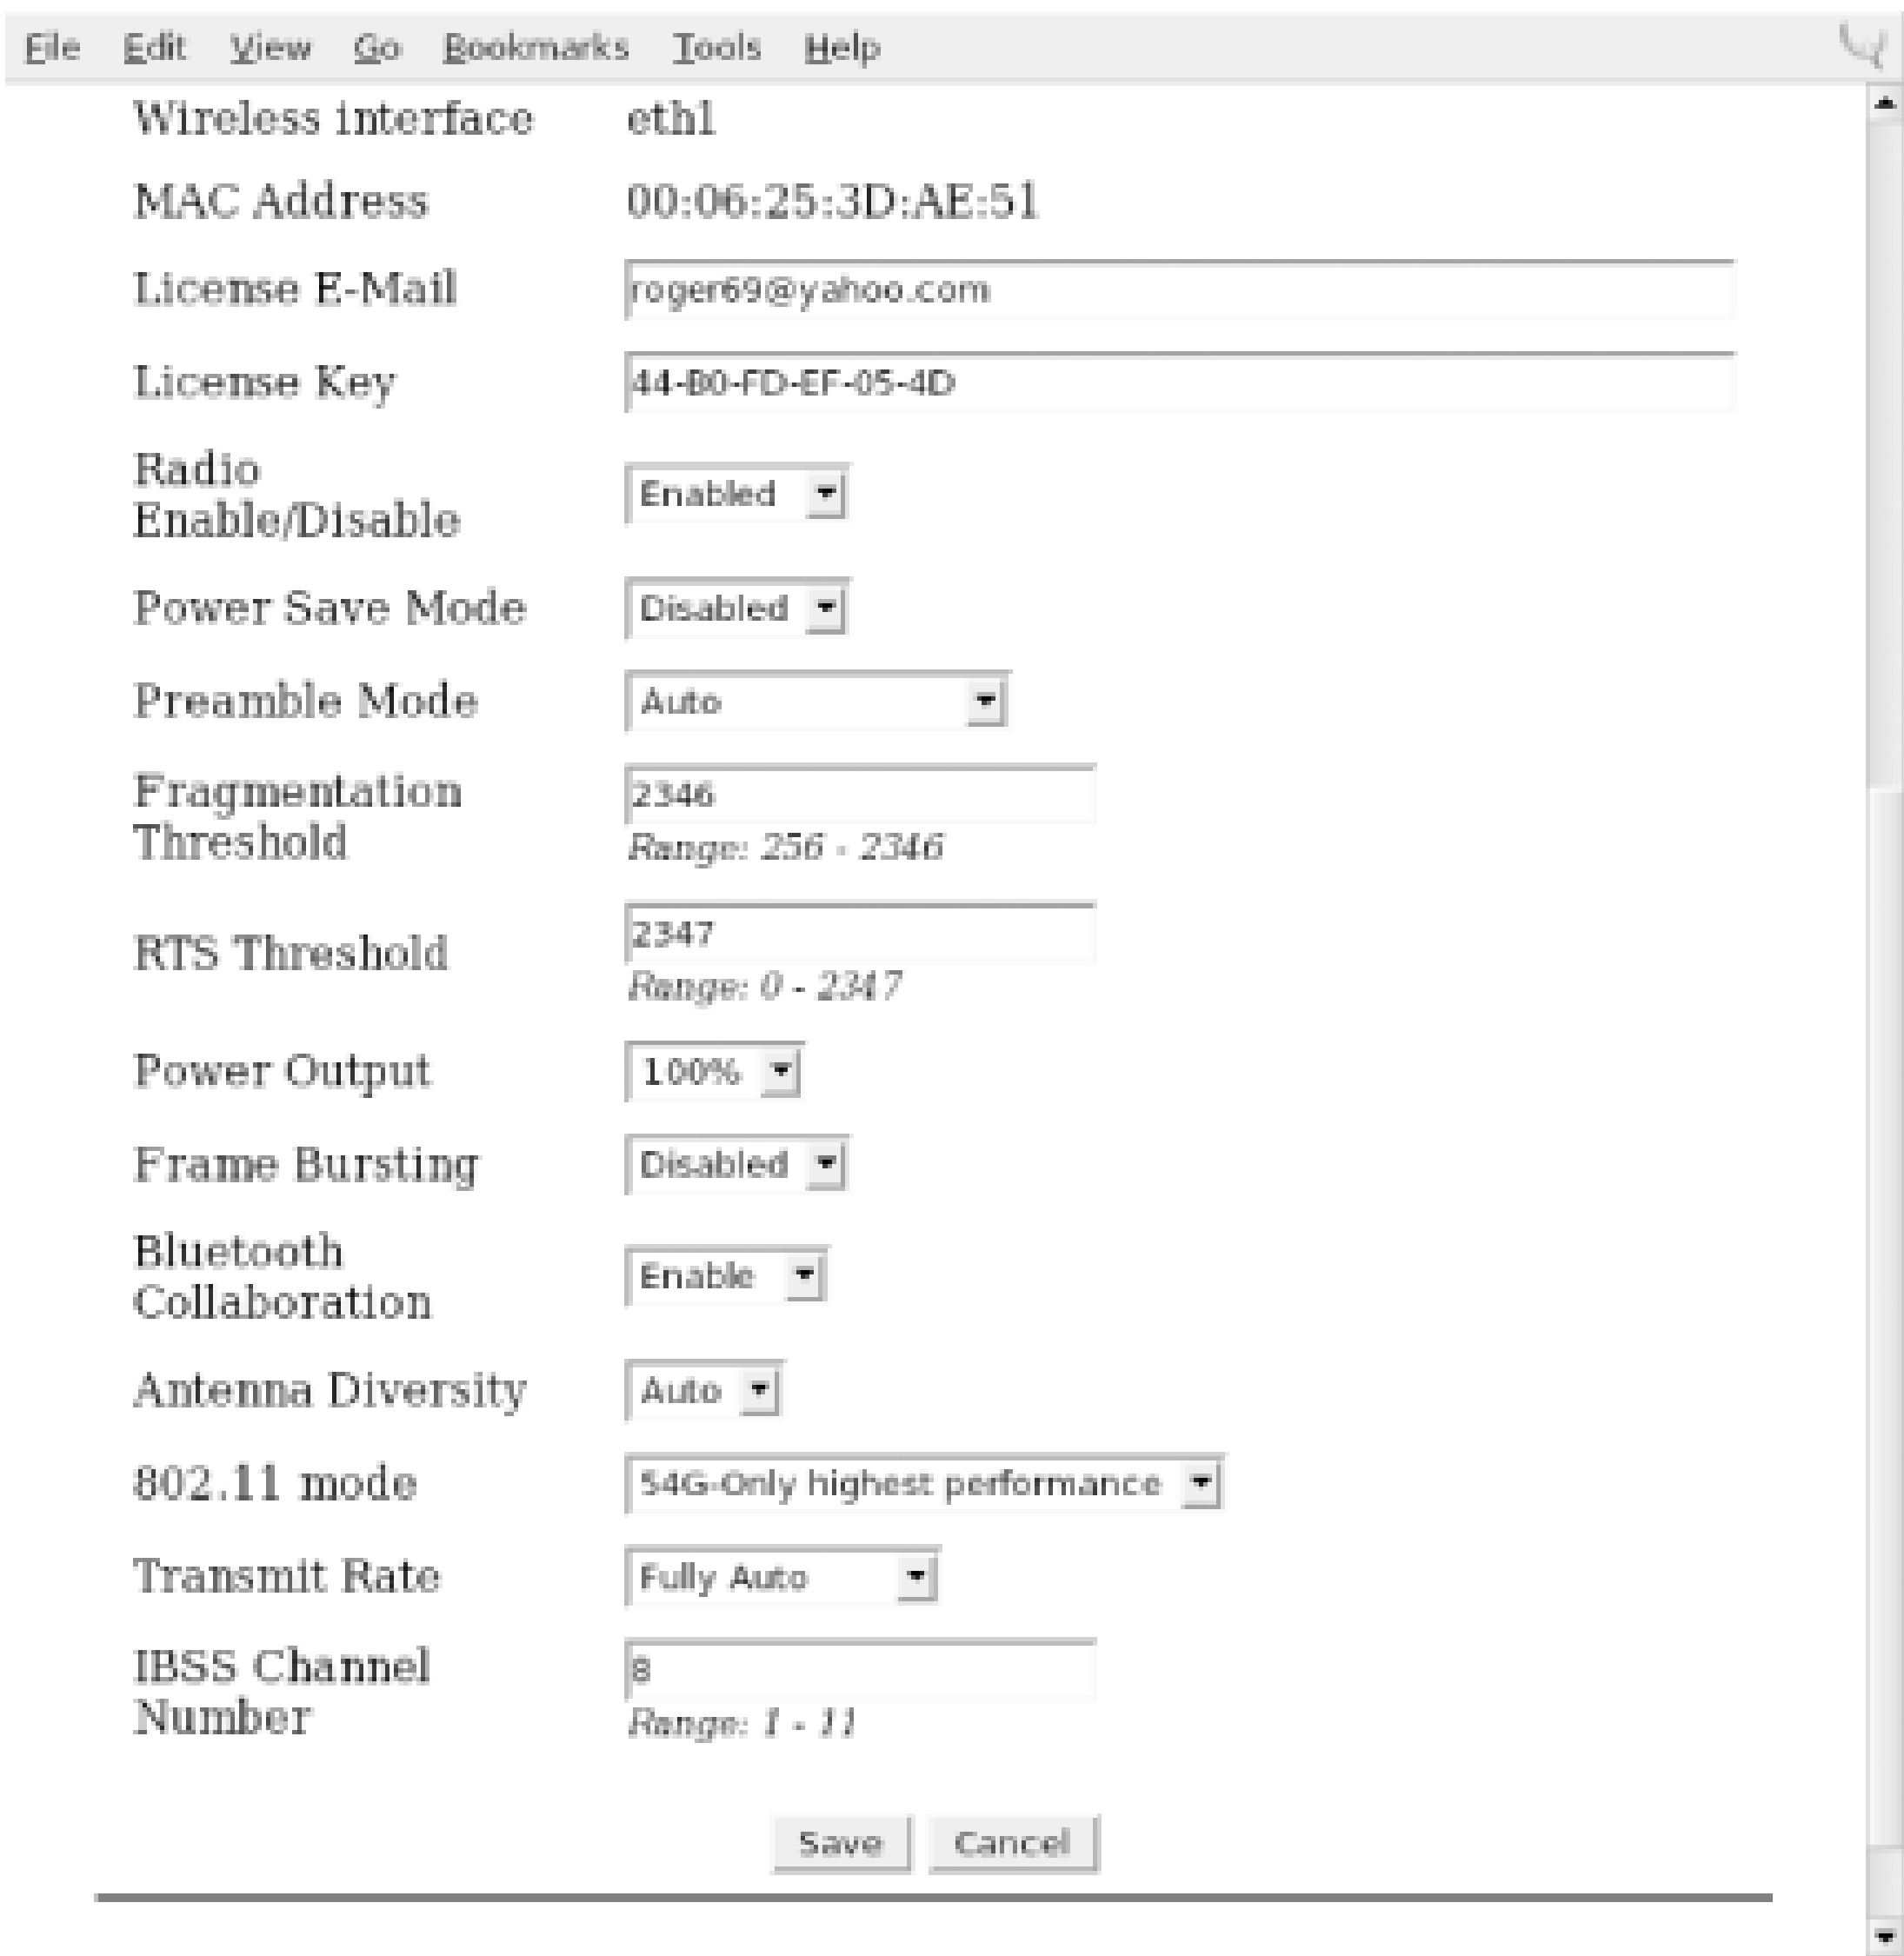 File Edit View Go Bookmarks Tools Help
Wireless interface eth1
MAC Address 00:06:25:3D:AE:51
License E-Mail roger69@yahoo.com
License Key 44-B0-FD-EF-05-4D
Radio
Enable/Disable Enabled
Power Save Mode Disabled
Preamble Mode Auto
Fragmentation 2346
Threshold Range: 256 - 2346
RTS Threshold 2347
Range: 0 - 2347
Power Output 100%
Frame Bursting Disabled
Bluetooth
Collaboration Enable
Antenna Diversity Auto
802.11 mode 54G-Only highest performance
Transmit Rate Fully Auto
IBSS Channel 8
Number Range: 1 - 11
Save Cancel